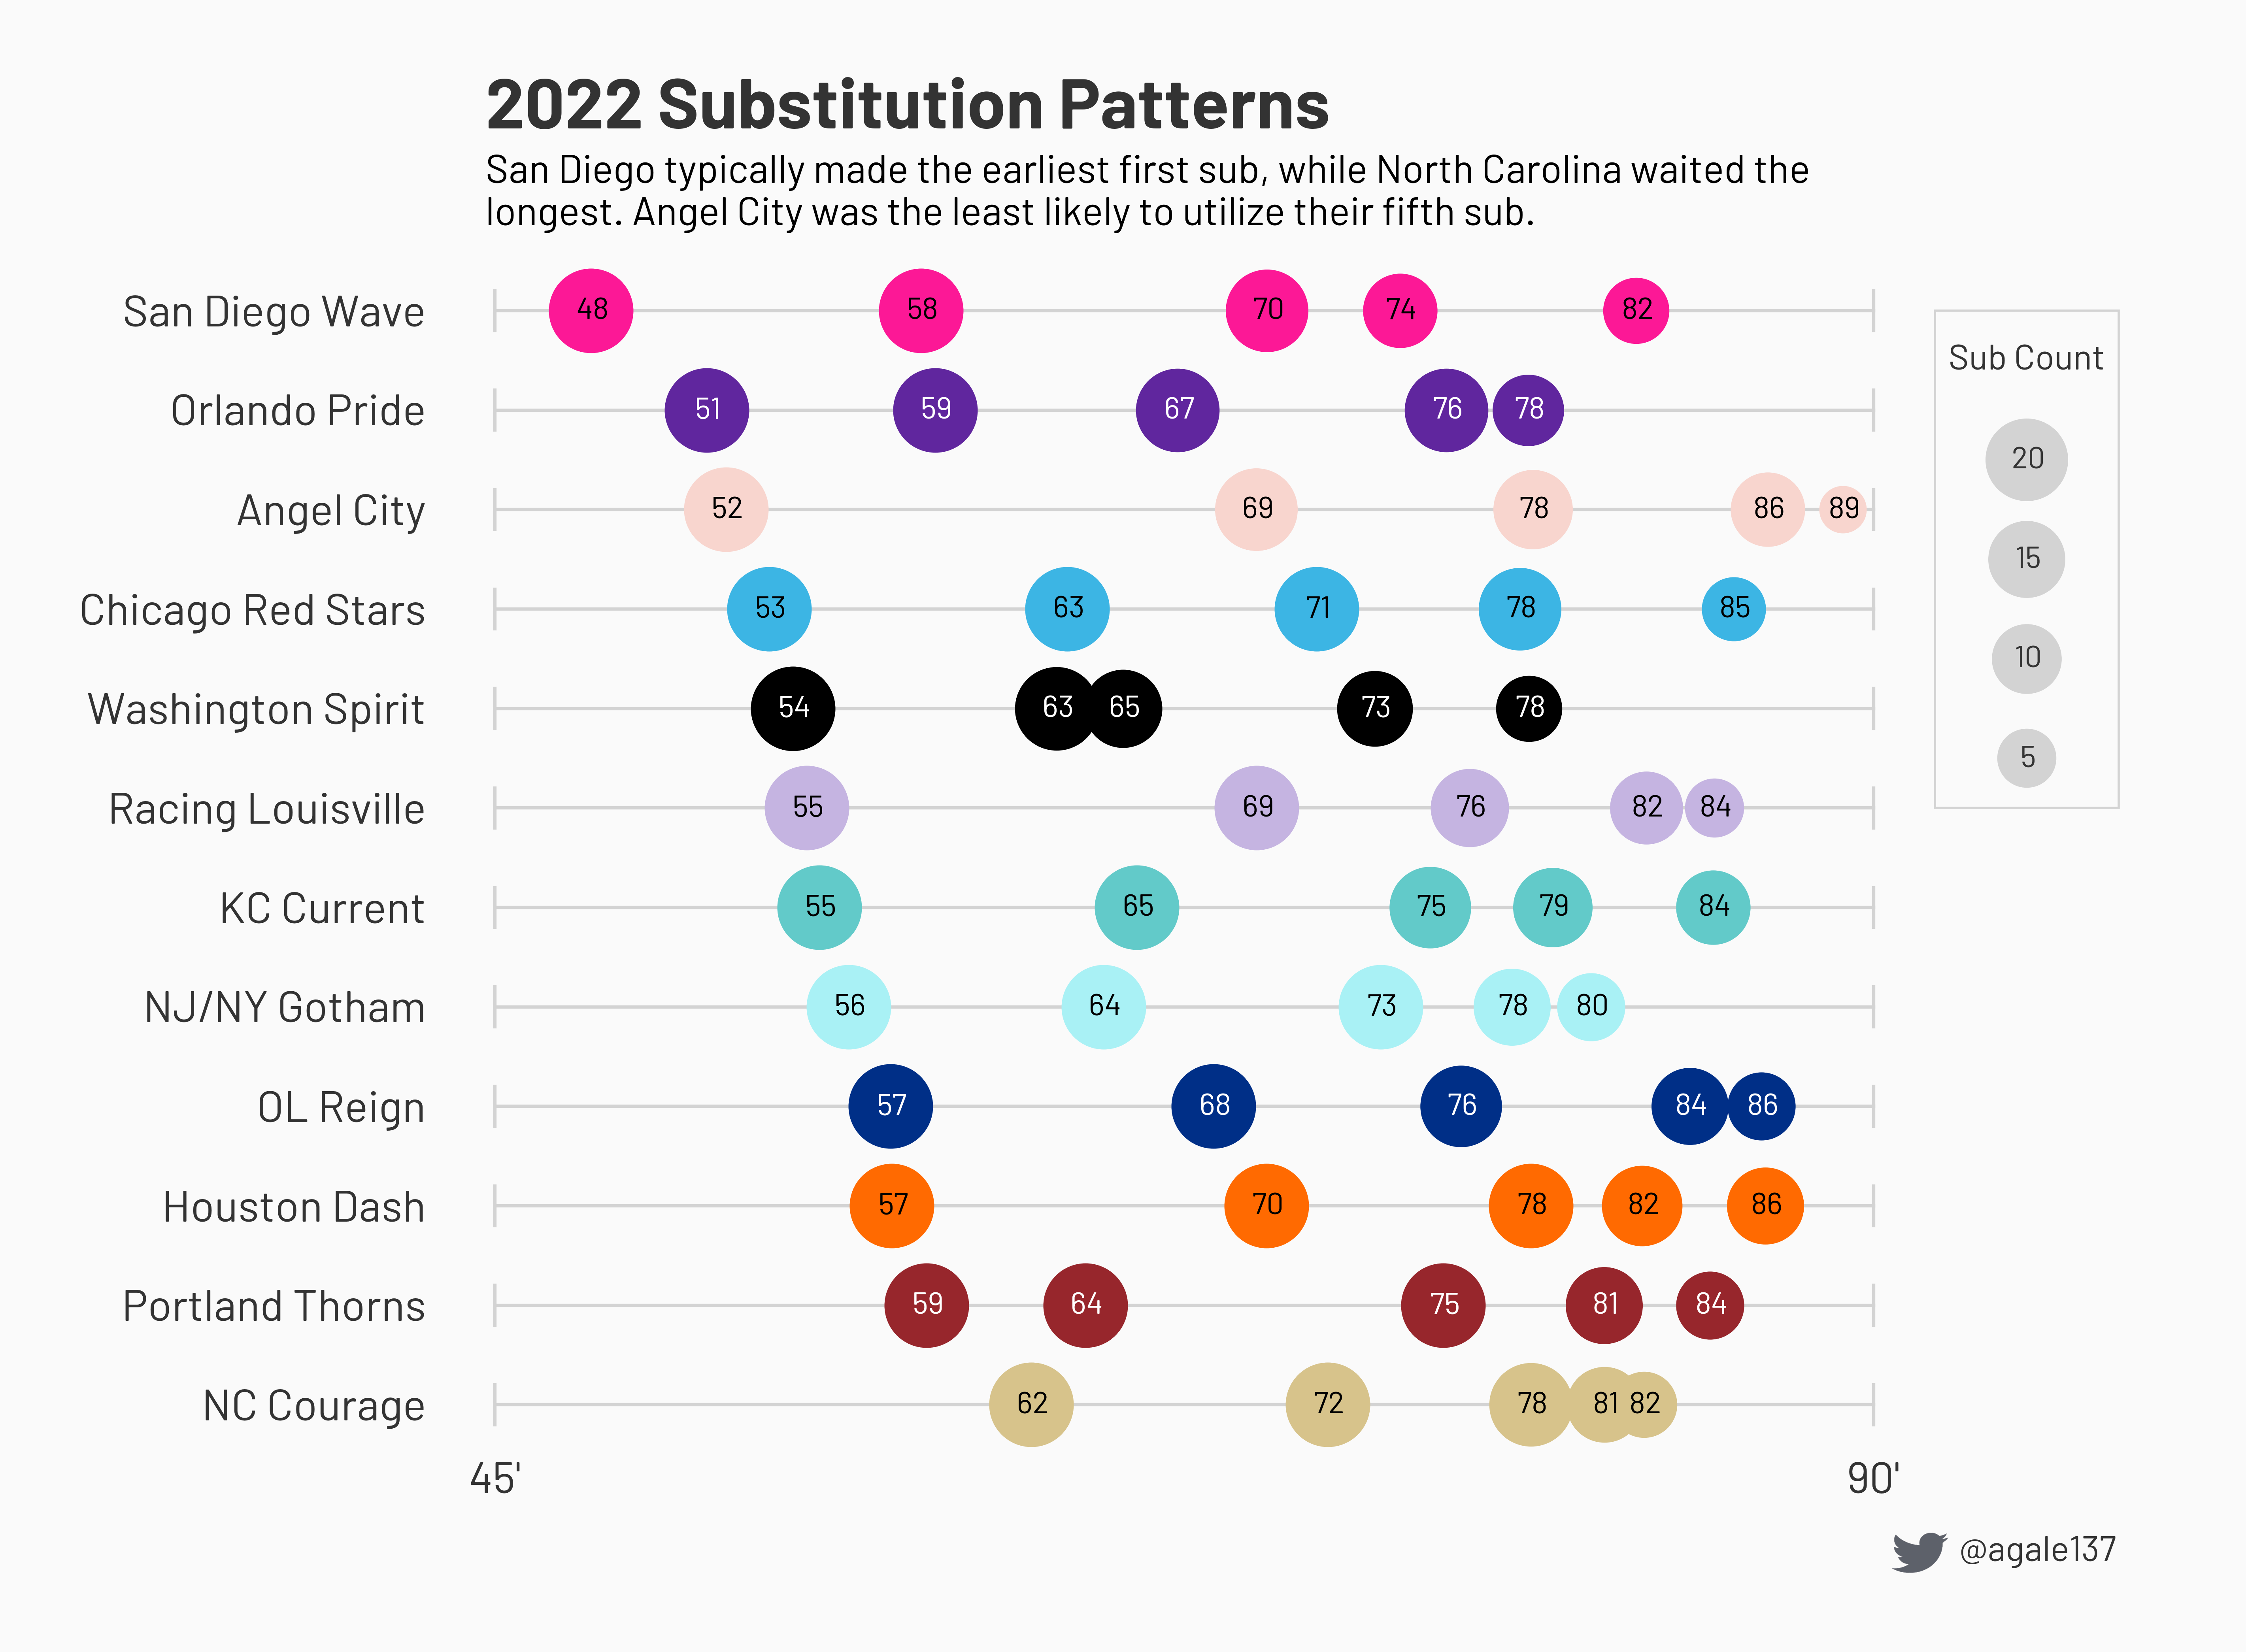 2022 Substitution Patterns
San Diego typically made the earliest first sub, while North Carolina waited the
longest. Angel City was the least likely to utilize their fifth sub.
San Diego Wave 48 58 70 74 82
Orlando Pride 51 59 67 76 78
Angel City 52 69 78 86 89
Chicago Red Stars 53 63 71 78 85
Washington Spirit 54 63 65 73 78
Racing Louisville 55 69 76 82 84
KC Current 55 65 75 79 84
NJ/NY Gotham 56 64 73 78 80
OL Reign 57 68 76 84 86
Houston Dash 57 70 78 82 86
Portland Thorns 59 64 75 81 84
NC Courage 62 72 78 81 82
45' 90'
Sub Count
20
15
10
5
@agale137